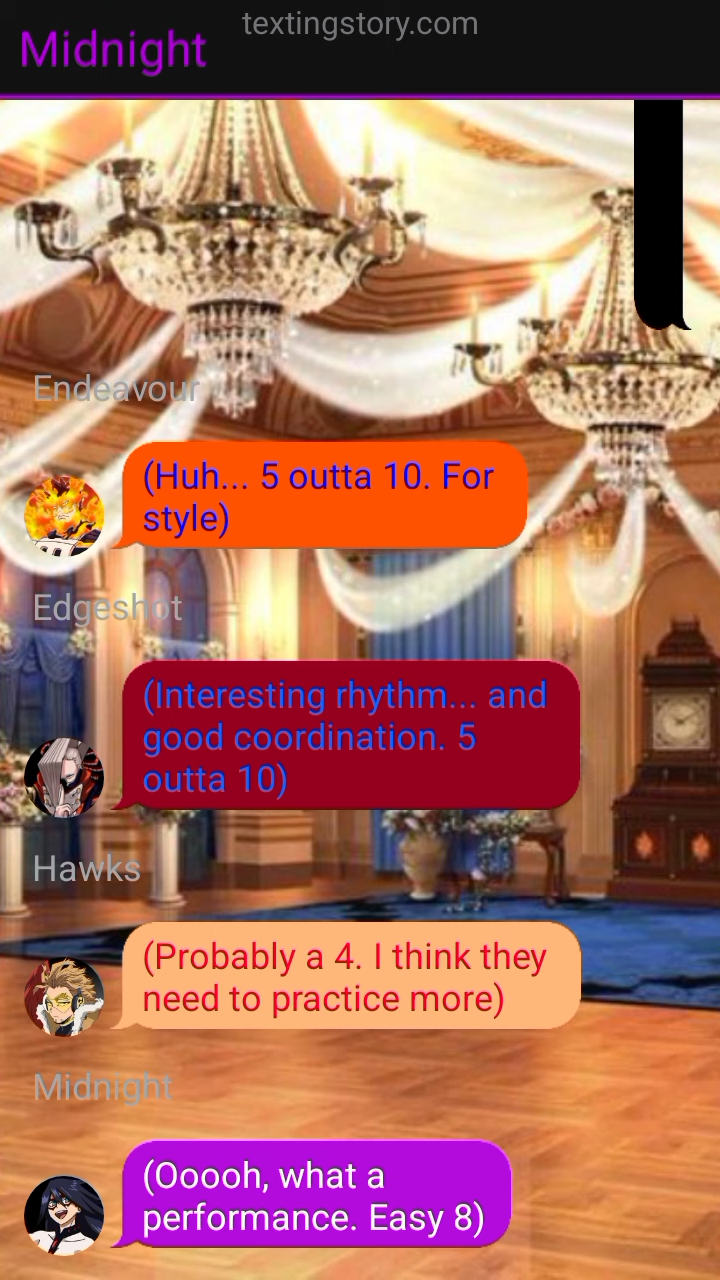 textingstory.com
Midnight
Endeavour
(Huh... 5 outta 10. For
style)
Edgeshot
(Interesting rhythm... and
good coordination. 5
outta 10)
Hawks
(Probably a 4. I think they
need to practice more)
Midnight
(Ooooh, what a
performance. Easy 8)